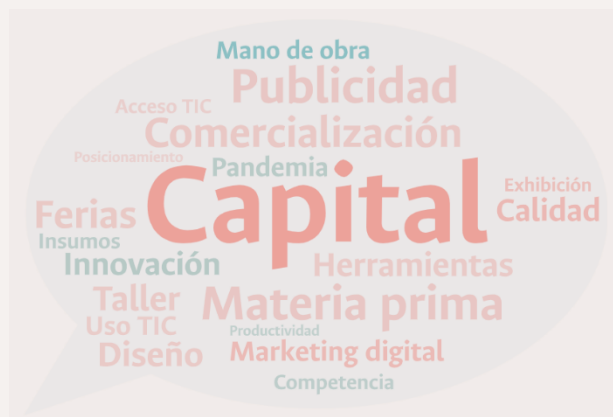 Mano de obra
Publicidad
Acceso TIC
Comercialización
Posicionamiento
Pandemia
Capital
Exhibición
Ferias
Calidad
Insumos
Innovación
Herramientas
Taller
Materia prima
Uso TIC
Productividad
Diseño
Marketing digital
Competencia